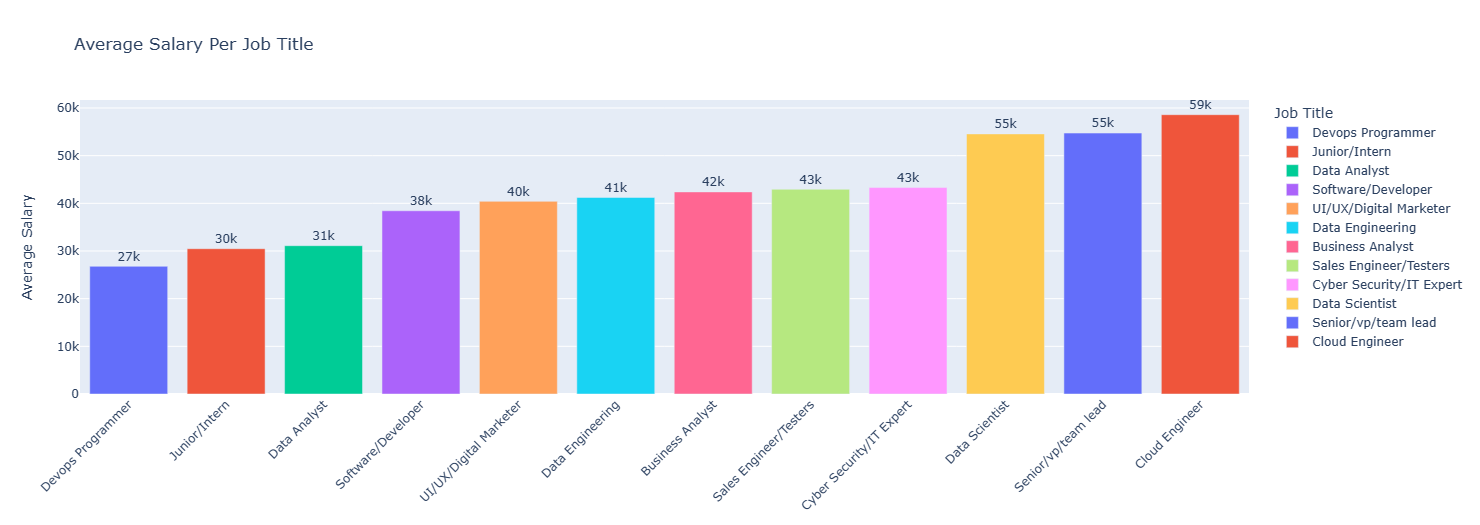 Average Salary Per Job Title
Average Salary
60k
50k
40k
30k
20k
10k
0
27k
30k
31k
38k
40k
41k
42k
43k
43k
55k
55k
59k
Devops Programmer
Junior/Intern
Data Analyst
Software/Developer
UI/UX/Digital Marketer
Data Engineering
Business Analyst
Sales Engineer/Testers
Cyber Security/IT Expert
Data Scientist
Senior/vp/team lead
Cloud Engineer
Job Title
Devops Programmer
Junior/Intern
Data Analyst
Software/Developer
UI/UX/Digital Marketer
Data Engineering
Business Analyst
Sales Engineer/Testers
Cyber Security/IT Expert
Data Scientist
Senior/vp/team lead
Cloud Engineer